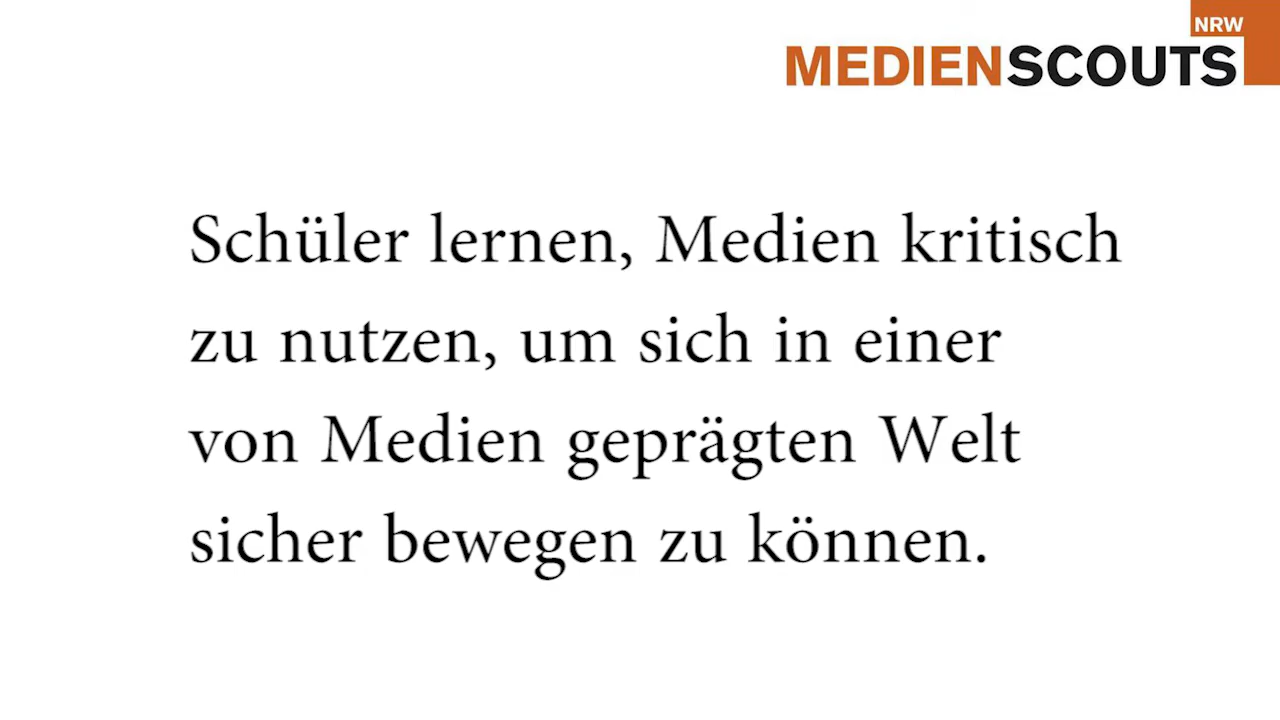 NRW
MEDIENSCOUTS
Schüler lernen, Medien kritisch
zu nutzen, um sich in einer
von Medien geprägten Welt
sicher bewegen zu können.